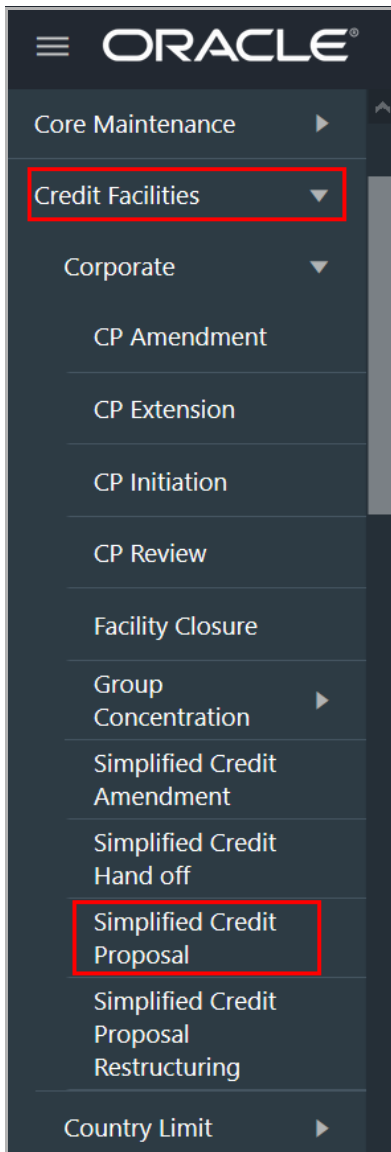 ORACLE®
Core Maintenance
Credit Facilities
Corporate
CP Amendment
CP Extension
CP Initiation
CP Review
Facility Closure
Group
Concentration
Simplified Credit
Amendment
Simplified Credit
Hand off
Simplified Credit
Proposal
Simplified Credit
Proposal
Restructuring
Country Limit